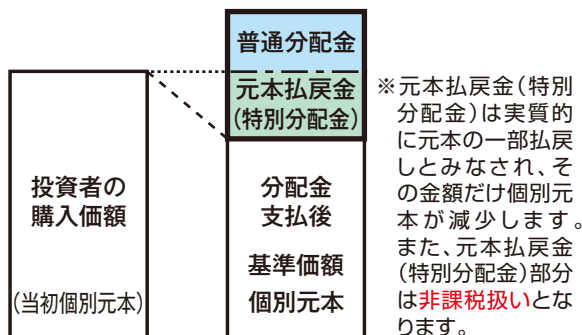 普通分配金
元本払戻金
(特別分配金)
投資者の
購入価額
(当初個別元本)
分配金
支払後
基準価額
個別元本
※元本払戻金(特別
分配金)は実質的
に元本の一部払戻
しとみなされ、そ
の金額だけ個別元
本が減少します。
また、元本払戻金
(特別分配金)部分
は非課税扱いとな
ります。